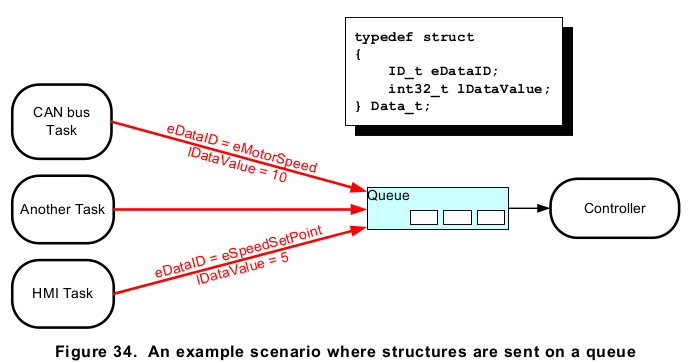 typedef struct
{
ID_t eDataID;
int32_t lDataValue;
} Data_t;
CAN bus
Task
eDataID = eMotorSpeed
lDataValue = 10
Another Task
Queue
Controller
HMI Task
eDataID = eSpeedSetPoint
lDataValue = 5
Figure 34. An example scenario where structures are sent on a queue